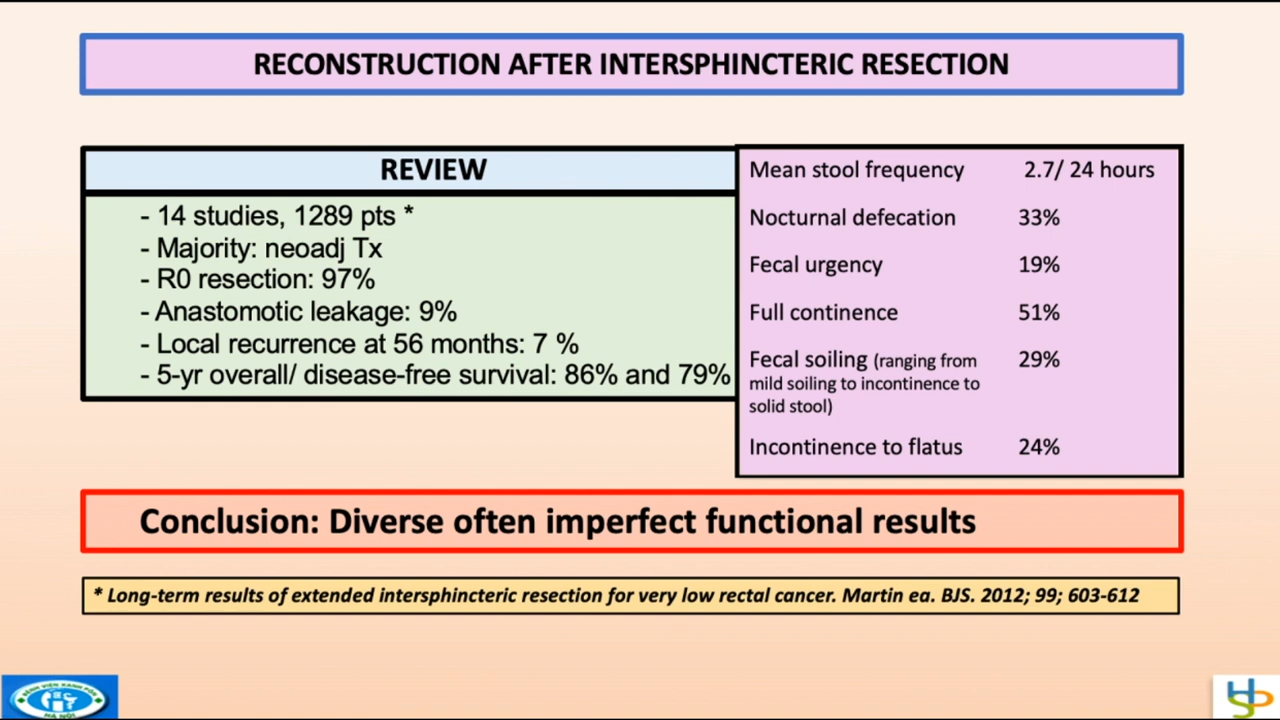 RECONSTRUCTION AFTER INTERSPHINCTERIC RESECTION
REVIEW
- 14 studies, 1289 pts *
- Majority: neoadj Tx
- R0 resection: 97%
- Anastomotic leakage: 9%
- Local recurrence at 56 months: 7 %
- 5-yr overall/ disease-free survival: 86% and 79%
Mean stool frequency 2.7/ 24 hours
Nocturnal defecation 33%
Fecal urgency 19%
Full continence 51%
Fecal soiling (ranging from 29%
mild soiling to incontinence to
solid stool)
Incontinence to flatus 24%
Conclusion: Diverse often imperfect functional results
* Long-term results of extended intersphincteric resection for very low rectal cancer. Martin ea. BJS. 2012; 99; 603-612
HÀ NỘI